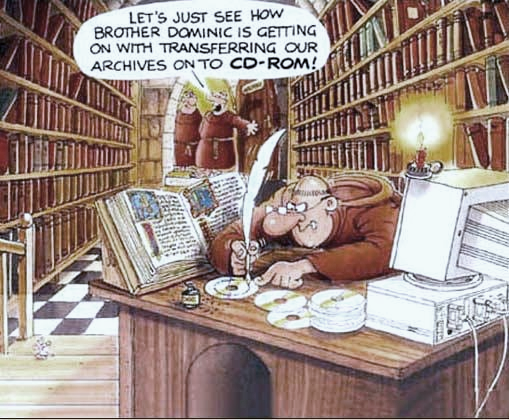 LET'S JUST SEE HOW
BROTHER DOMINIC IS GETTING
ON WITH TRANSFERRING OUR
ARCHIVES ON TO CD-ROM!